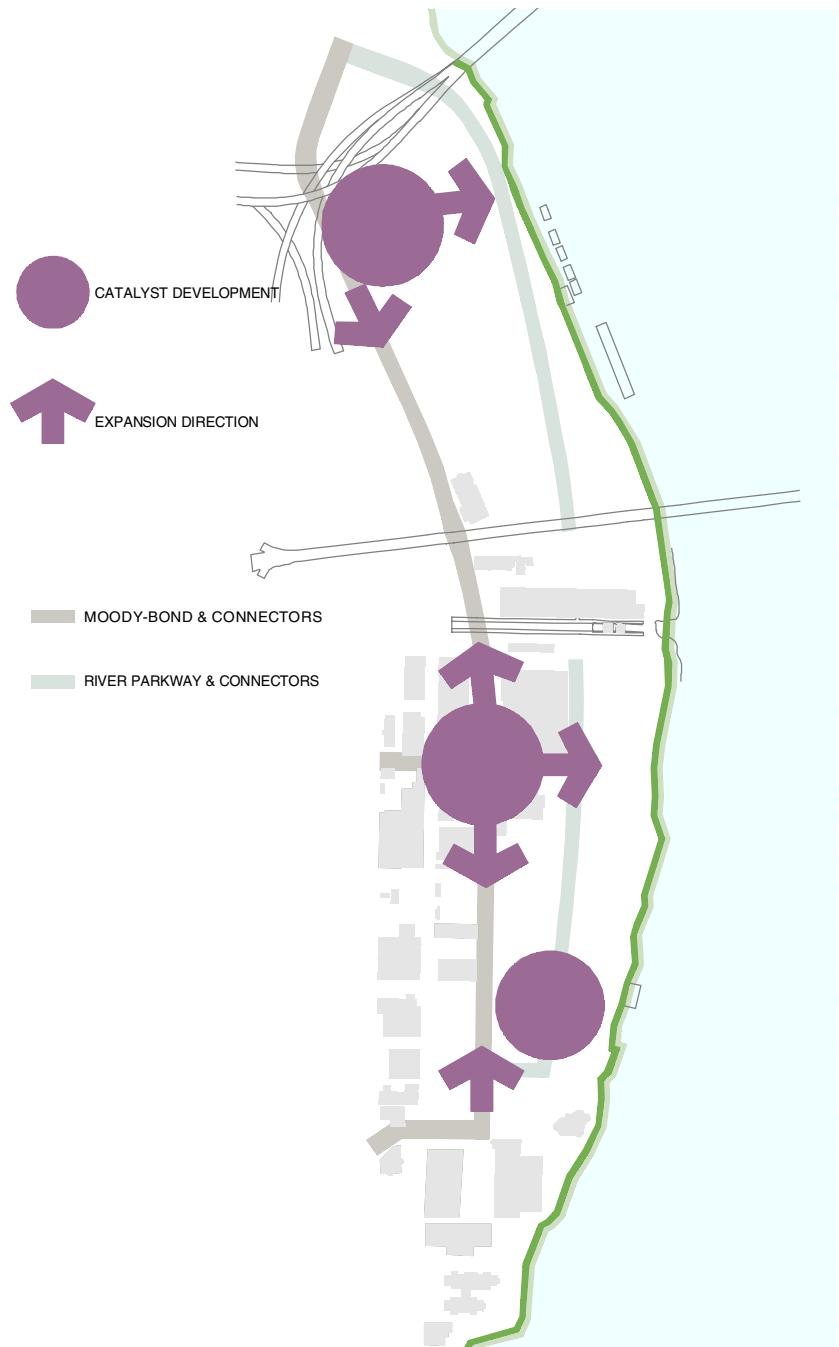 CATALYST DEVELOPMENT
EXPANSION DIRECTION
MOODY-BOND & CONNECTORS
RIVER PARKWAY & CONNECTORS